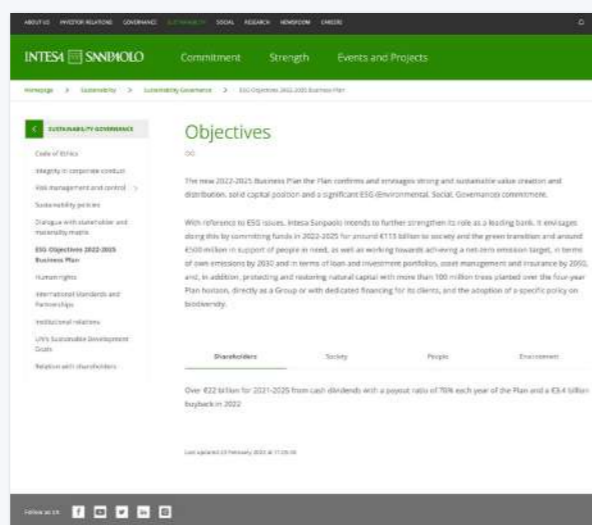 ABOUT US INVESTOR RELATIONS GOVERNANCE SUSTAINABILITY SOCIAL RESEARCH NEWSROOM CAREERS
INTESA SANPAOLO
Commitment Strength Events and Projects
Homepage > Sustainability > Sustainability Governance > ESG Objectives 2022-2025 Business Plan
SUSTAINABILITY GOVERNANCE
Code of Ethics
Integrity in corporate conduct
Risk management and control
Sustainability policies
Dialogue with stakeholder and
materiality matrix
ESG Objectives 2022-2025
Business Plan
Human rights
International Standards and
Partnerships
Institutional relations
UN's Sustainable Development
Goals
Relation with shareholders
Objectives
The new 2022-2025 Business Plan the Plan confirms and envisages strong and sustainable value creation and
distribution, solid capital position and a significant ESG (Environmental, Social, Governance) commitment.
With reference to ESG issues, Intesa Sanpaolo intends to further strengthen its role as a leading bank. It envisages
doing this by committing funds in 2022-2025 for around €115 billion to society and the green transition and around
€500 million in support of people in need, as well as working towards achieving a net-zero emission target, in terms
of own emissions by 2030 and in terms of loan and investment portfolios, asset management and insurance by 2050,
and, in addition, protecting and restoring natural capital with more than 100 million trees planted over the four-year
Plan horizon, directly as a Group or with dedicated financing for its clients, and the adoption of a specific policy on
biodiversity.
Shareholders Society People Environment
Over €22 billion for 2021-2025 from cash dividends with a payout ratio of 70% each year of the Plan and a €3.4 billion
buyback in 2022
Last updated 23 February 2022 at
Follow us on